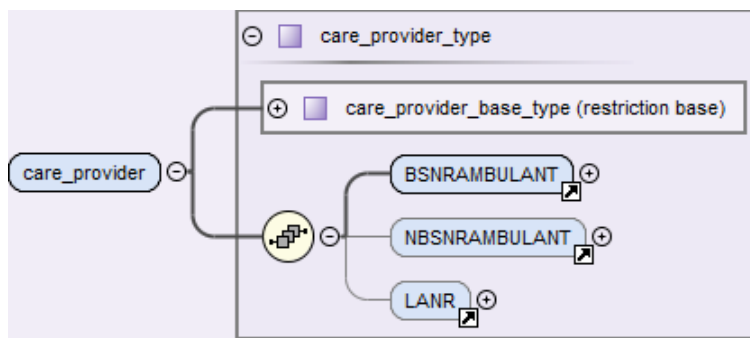 care_provider_type
care_provider_base_type (restriction base)
care_provider
BSNRAMBULANT
NBSNRAMBULANT
LANR